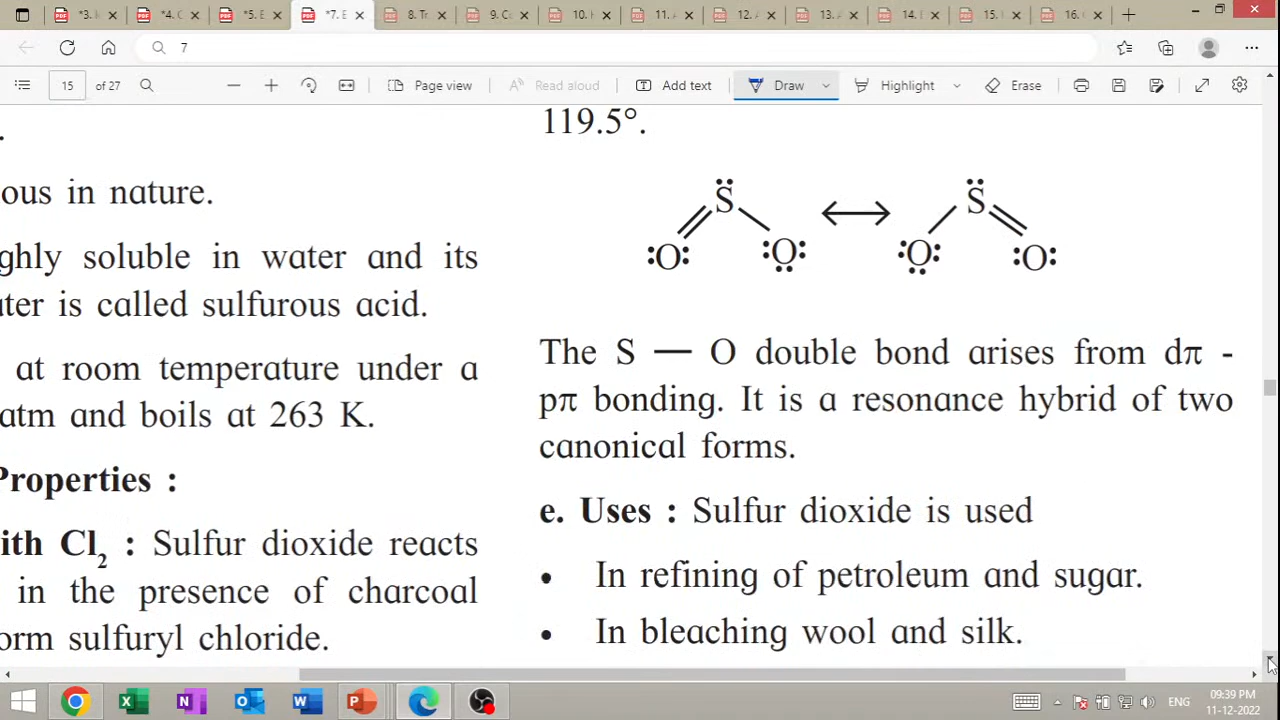 7
15 of 27
Page view
Read aloud
Add text
Draw
Highlight
Erase
ous in nature.
ghly soluble in water and its
ter is called sulfurous acid.
at room temperature under a
atm and boils at 263 K.
Properties :
ith Cl2 : Sulfur dioxide reacts
in the presence of charcoal
orm sulfuryl chloride.
119.5°.
S O O S O O
The S — O double bond arises from dπ -
pπ bonding. It is a resonance hybrid of two
canonical forms.
e. Uses : Sulfur dioxide is used
• In refining of petroleum and sugar.
• In bleaching wool and silk.
ENG
09:39 PM
11-12-2022